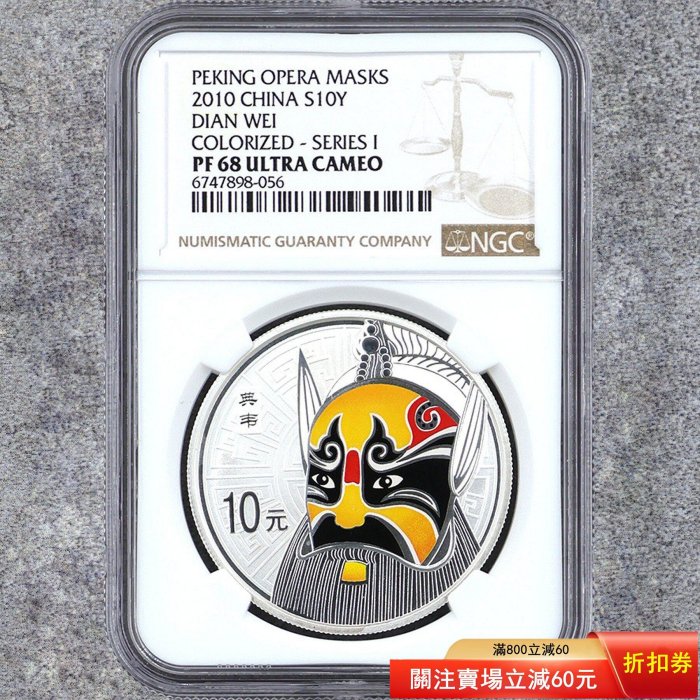 PEKING OPERA MASKS
2010 CHINA S10Y
DIAN WEI
COLORIZED - SERIES I
PF 68 ULTRA CAMEO
6747898-056
NUMISMATIC GUARANTY COMPANY NGC®
典韦
10元
滿800立減60
關注賣場立減60元
折扣券